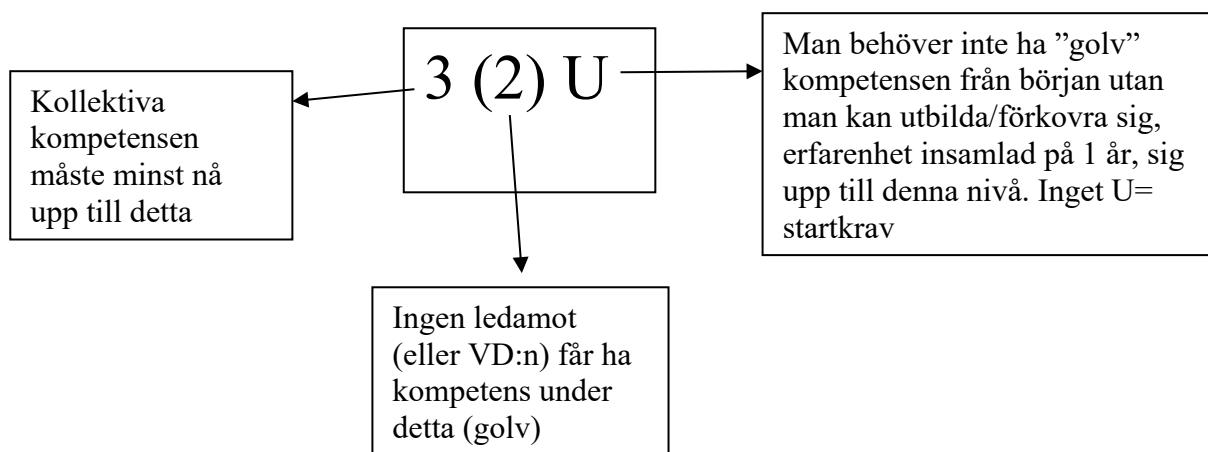 3 (2) U
Kollektiva
kompetensen
måste minst nå
upp till detta
Man behöver inte ha ”golv”
kompetensen från början utan
man kan utbilda/förkovra sig,
erfarenhet insamlad på 1 år, sig
upp till denna nivå. Inget U=
startkrav
Ingen ledamot
(eller VD:n) får ha
kompetens under
detta (golv)